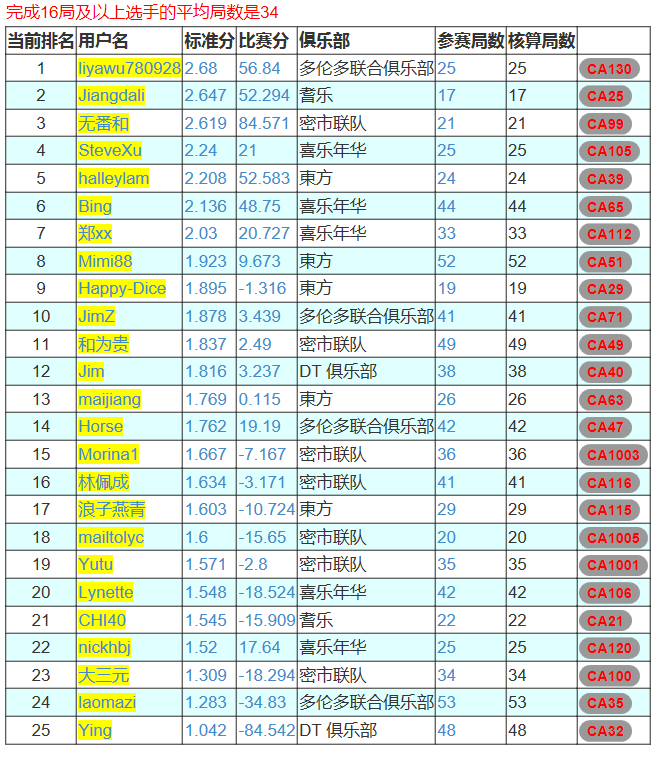 完成16局及以上选手的平均局数是34
当前排名 用户名 标准分 比赛分 俱乐部 参赛局数 核算局数
1 liyawu780928 2.68 56.84 多伦多联合俱乐部 25 25 CA130
2 Jiangdali 2.647 52.294 耆乐 17 17 CA25
3 无番和 2.619 84.571 密市联队 21 21 CA99
4 SteveXu 2.24 21 喜乐年华 25 25 CA105
5 halleylam 2.208 52.583 東方 24 24 CA39
6 Bing 2.136 48.75 喜乐年华 44 44 CA65
7 郑xx 2.03 20.727 喜乐年华 33 33 CA112
8 Mimi88 1.923 9.673 東方 52 52 CA51
9 Happy-Dice 1.895 -1.316 東方 19 19 CA29
10 JimZ 1.878 3.439 多伦多联合俱乐部 41 41 CA71
11 和为贵 1.837 2.49 密市联队 49 49 CA49
12 Jim 1.816 3.237 DT 俱乐部 38 38 CA40
13 maijiang 1.769 0.115 東方 26 26 CA63
14 Horse 1.762 19.19 多伦多联合俱乐部 42 42 CA47
15 Morina1 1.667 -7.167 密市联队 36 36 CA1003
16 林佩成 1.634 -3.171 密市联队 41 41 CA116
17 浪子燕青 1.603 -10.724 東方 29 29 CA115
18 mailtolyc 1.6 -15.65 密市联队 20 20 CA1005
19 Yutu 1.571 -2.8 密市联队 35 35 CA1001
20 Lynette 1.548 -18.524 喜乐年华 42 42 CA106
21 CHI40 1.545 -15.909 耆乐 22 22 CA21
22 nickhbj 1.52 17.64 喜乐年华 25 25 CA120
23 大三元 1.309 -18.294 密市联队 34 34 CA100
24 laomazi 1.283 -34.83 多伦多联合俱乐部 53 53 CA35
25 Ying 1.042 -84.542 DT 俱乐部 48 48 CA32